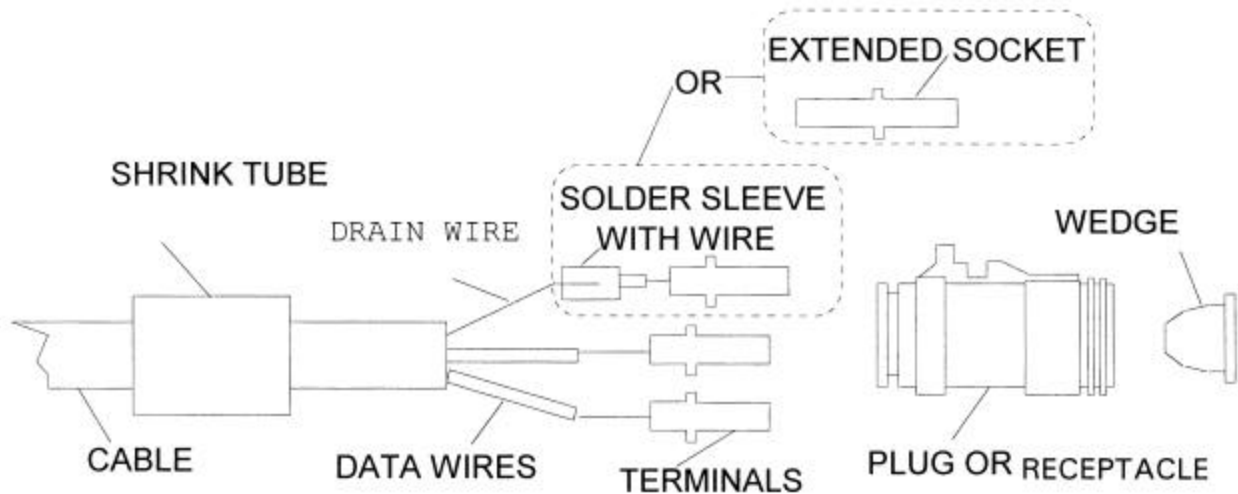 EXTENDED SOCKET
OR
SHRINK TUBE
SOLDER SLEEVE
WITH WIRE
DRAIN WIRE
WEDGE
CABLE
DATA WIRES
TERMINALS
PLUG OR RECEPTACLE